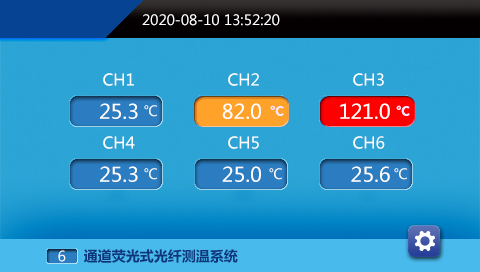 2020-08-10 13:52:20
CH1 CH2 CH3
25.3 ℃ 82.0 ℃ 121.0 ℃
CH4 CH5 CH6
25.3 ℃ 25.0 ℃ 25.6 ℃
6 通道荧光式光纤测温系统